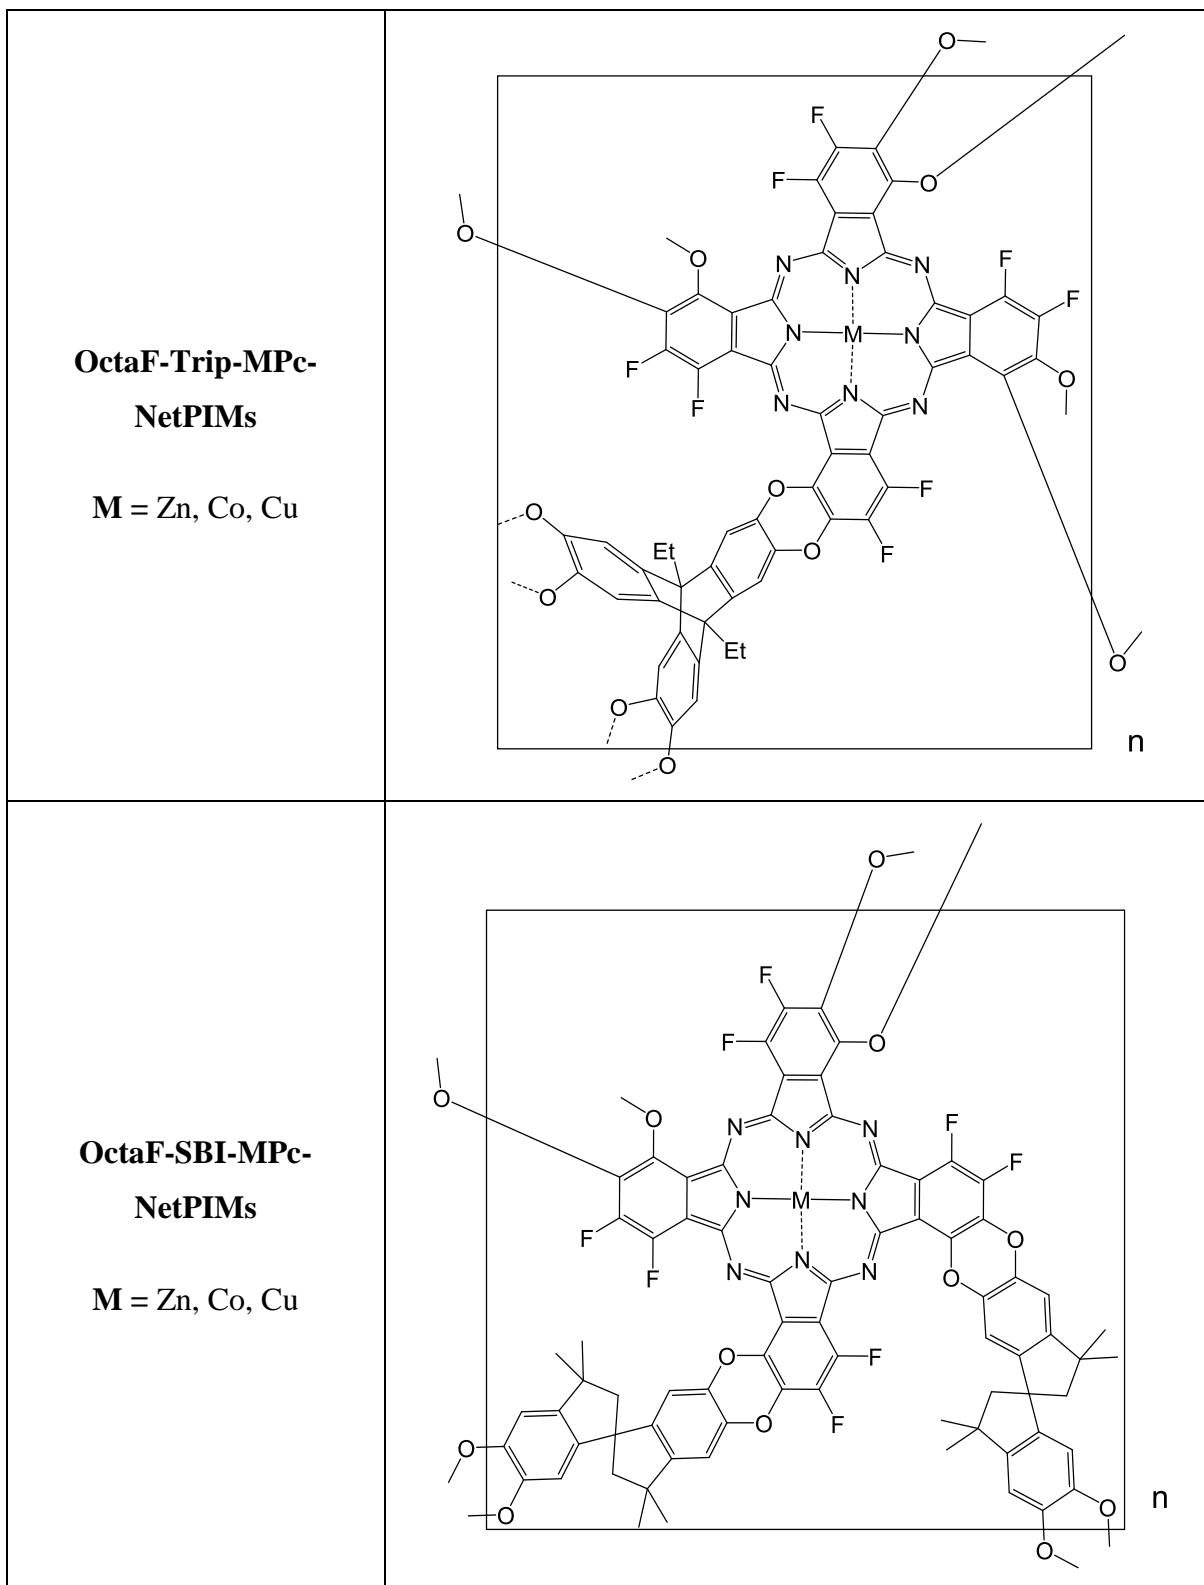 OctaF-Trip-MPc-
NetPIMs
M = Zn, Co, Cu
O
O
F
F
O
O
O
N
N
N
F
F
F
F
N
M
N
O
N
N
N
O
F
O
F
O
Et
O
O
Et
O
O
n
OctaF-SBI-MPc-
NetPIMs
M = Zn, Co, Cu
O
F
F
O
O
O
N
N
N
F
F
F
F
N
M
N
O
O
N
N
N
O
F
O
F
O
O
O
O
n